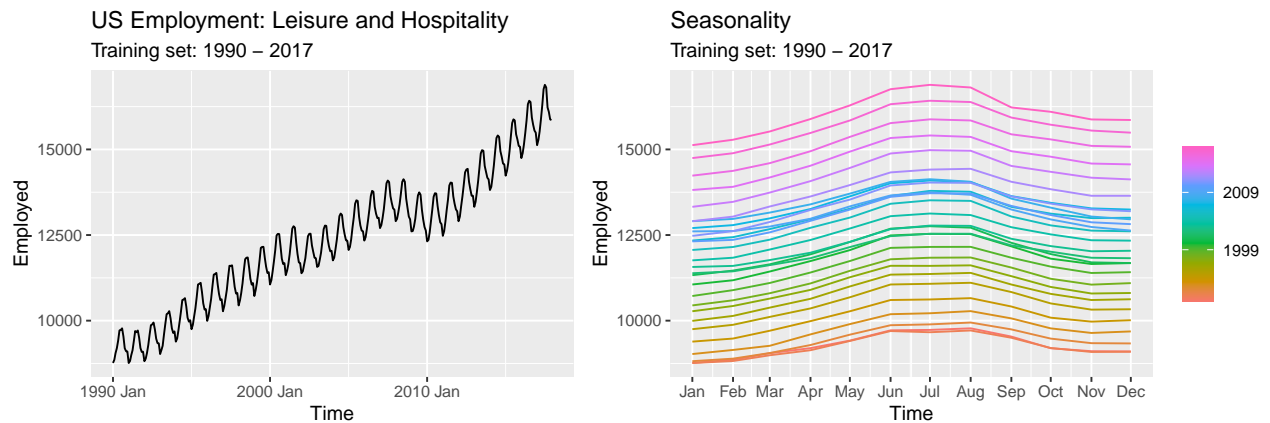 US Employment: Leisure and Hospitality
Training set: 1990 – 2017
Employed
15000
12500
10000
1990 Jan 2000 Jan 2010 Jan
Time
Seasonality
Training set: 1990 – 2017
Employed
15000
12500
10000
Jan Feb Mar Apr May Jun Jul Aug Sep Oct Nov Dec
Time
2009
1999